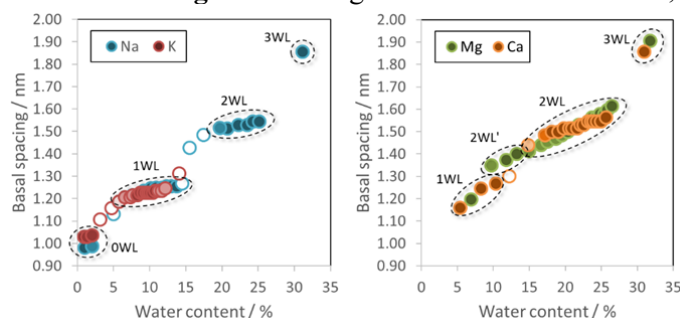 Na K
Mg Ca
Basal spacing / nm
2.00
1.90
1.80
1.70
1.60
1.50
1.40
1.30
1.20
1.10
1.00
0.90
3WL
2WL
1WL
0WL
0 5 10 15 20 25 30 35
Water content / %
Basal spacing / nm
2.00
1.90
1.80
1.70
1.60
1.50
1.40
1.30
1.20
1.10
1.00
0.90
3WL
2WL
2WL'
1WL
0 5 10 15 20 25 30 35
Water content / %